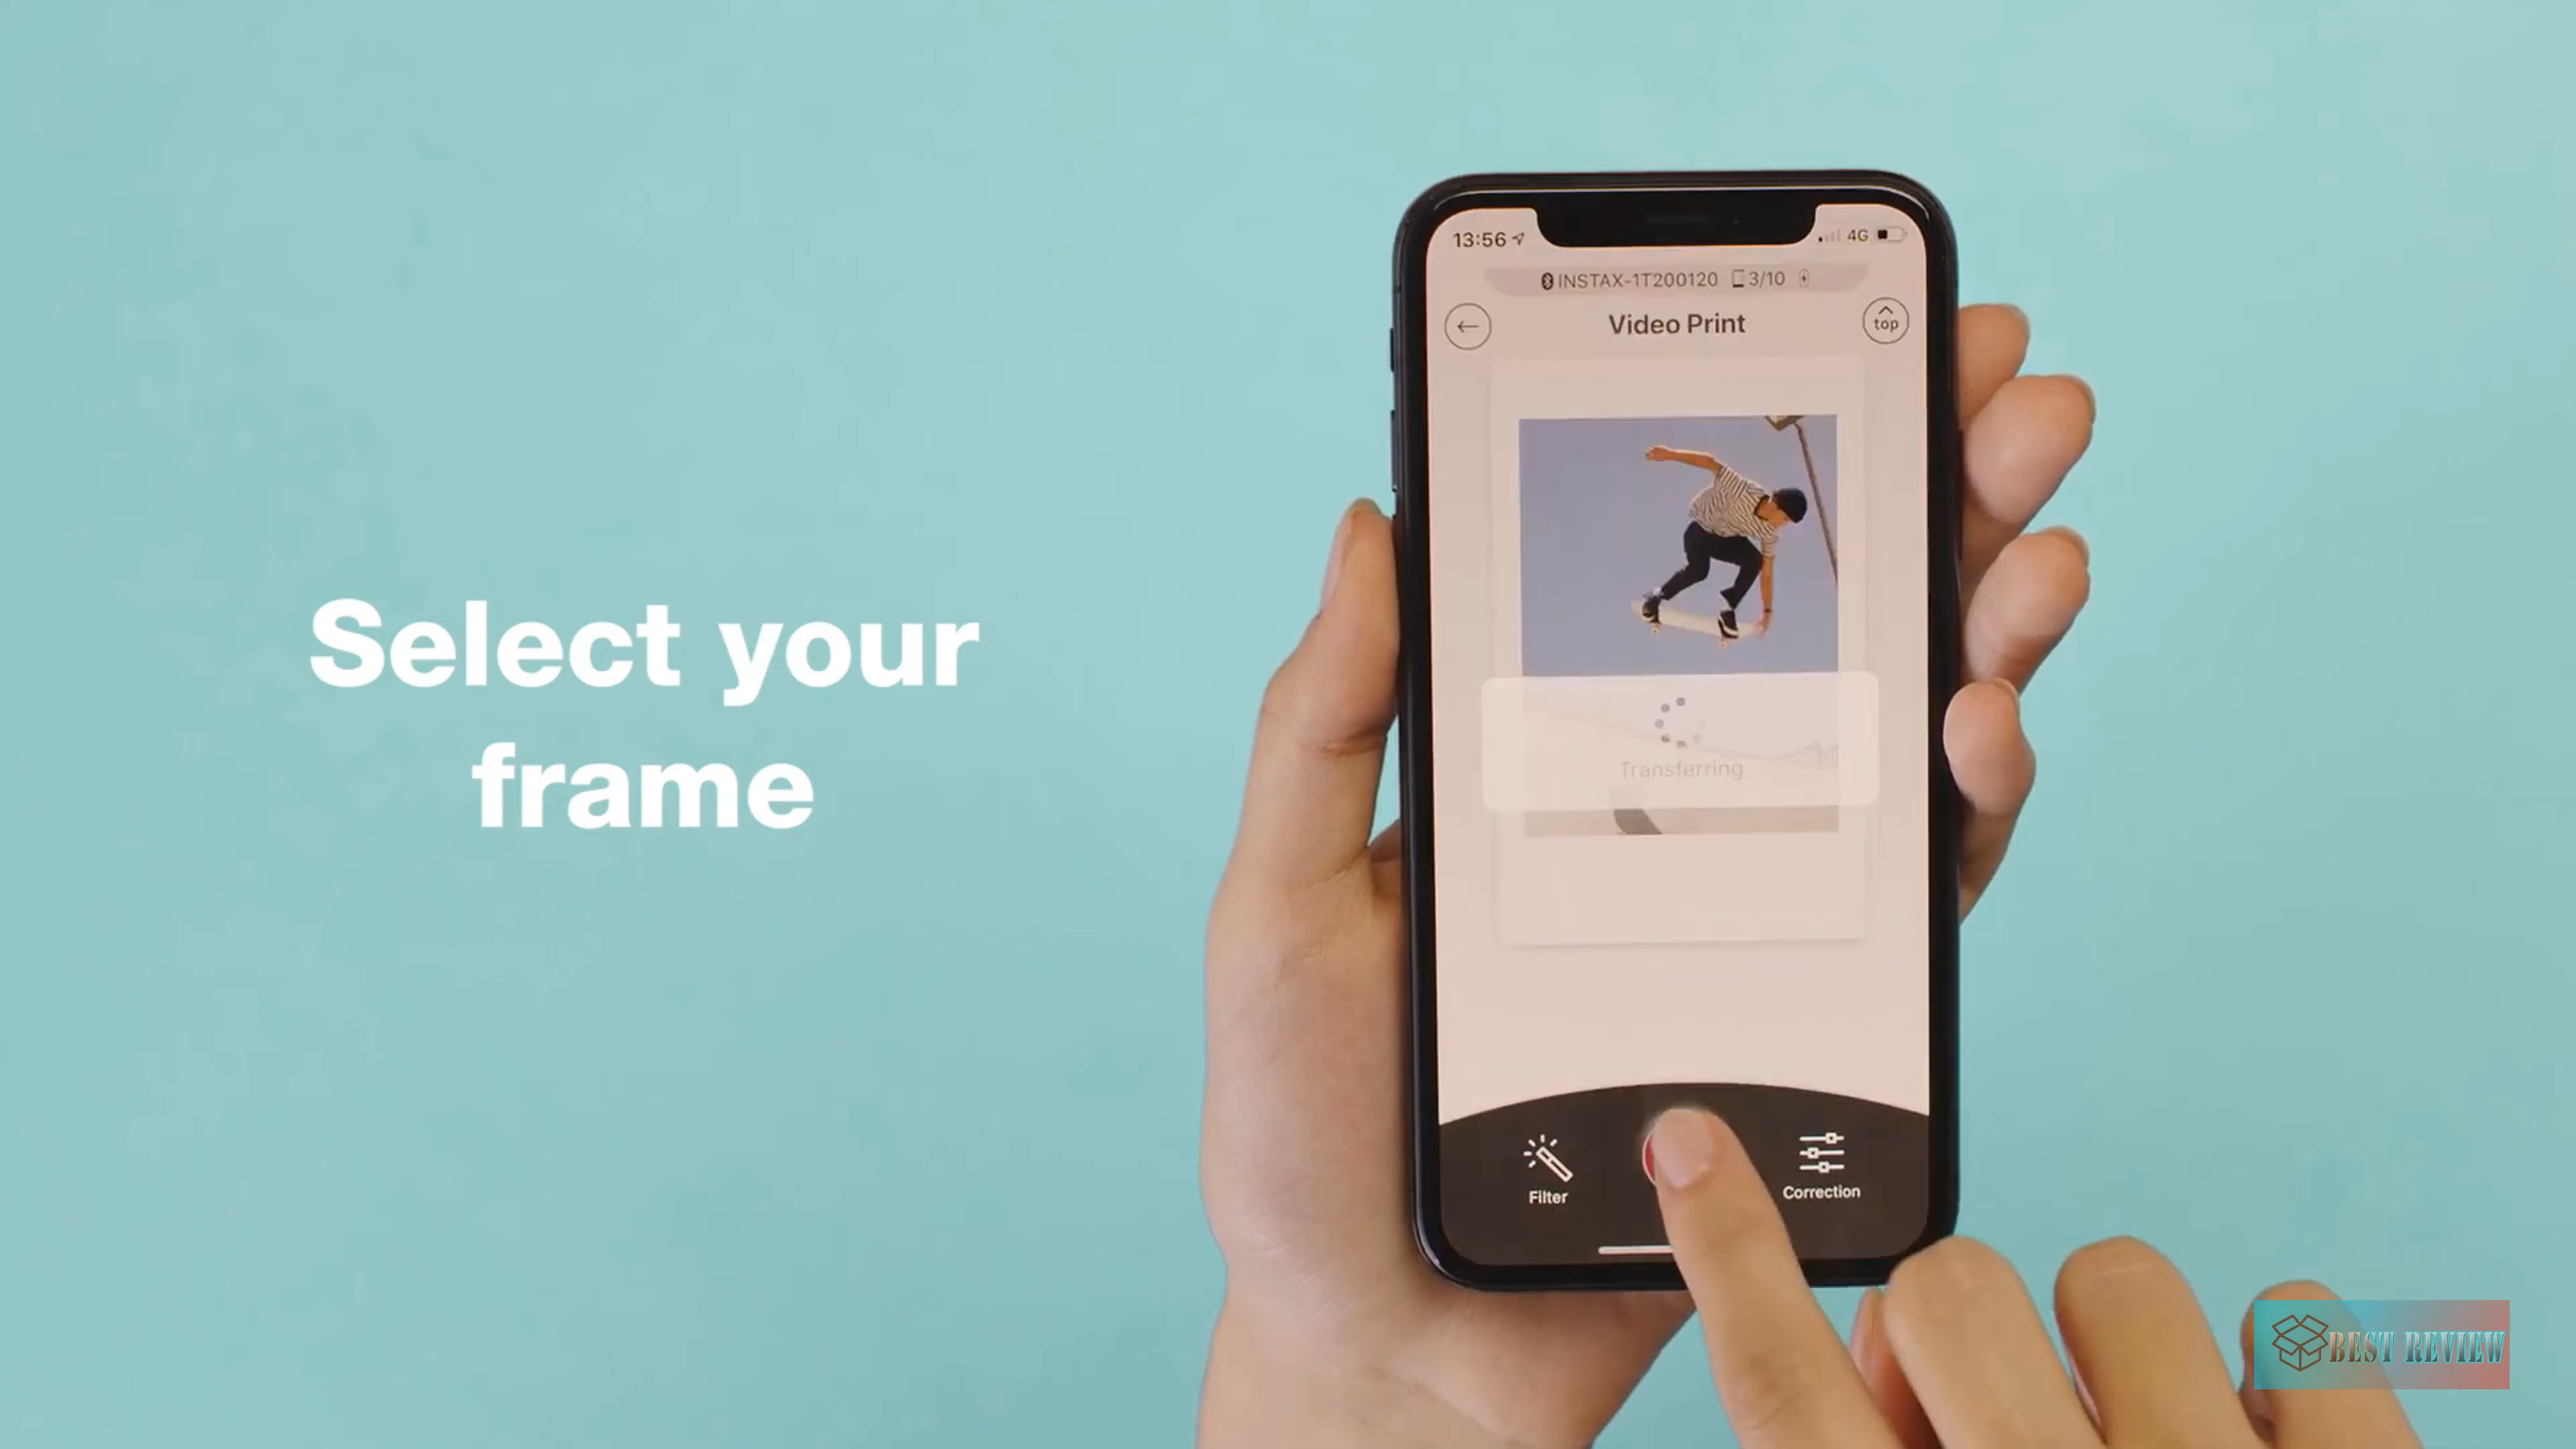 Select your
frame
13:56
4G
INSTAX-1T200120 3/10
Video Print
top
Transferring
Filter
Correction
BEST REVIEW